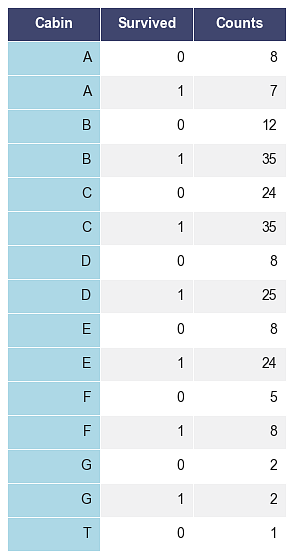 Cabin Survived Counts
A 0 8
A 1 7
B 0 12
B 1 35
C 0 24
C 1 35
D 0 8
D 1 25
E 0 8
E 1 24
F 0 5
F 1 8
G 0 2
G 1 2
T 0 1